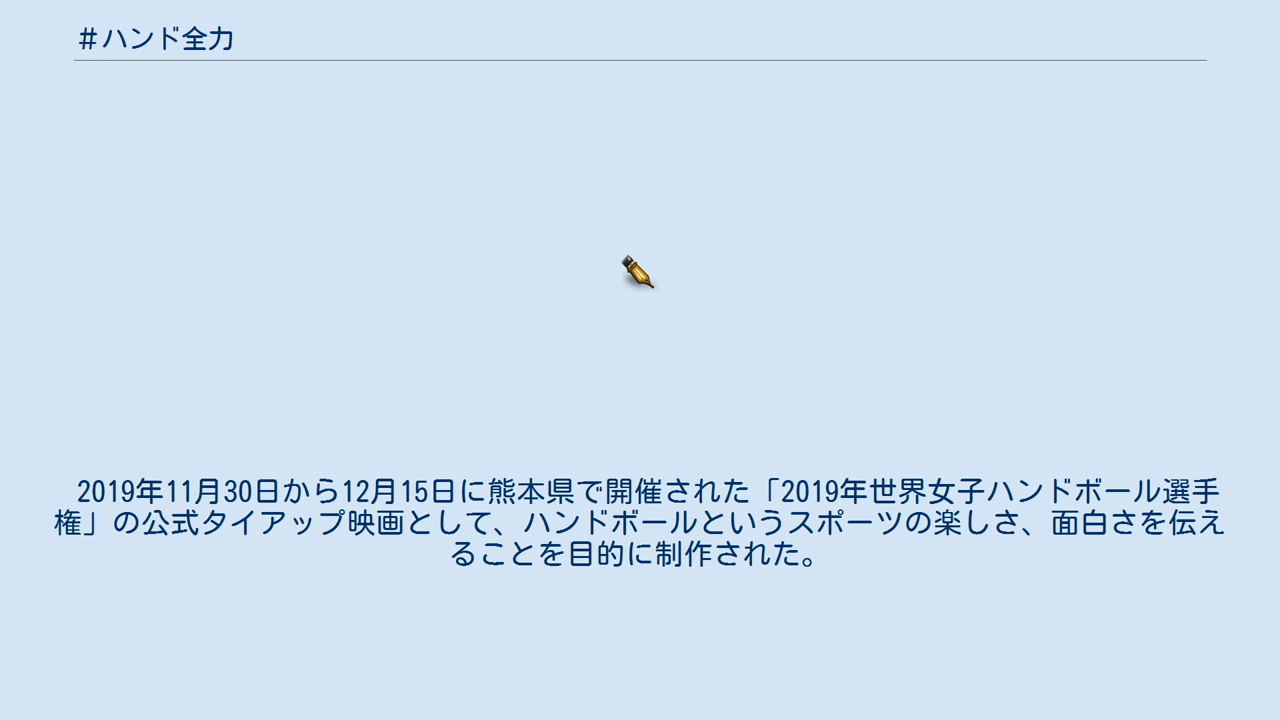 ＃ハンド全力
2019年11月30日から12月15日に熊本県で開催された「2019年世界女子ハンドボール選手
権」の公式タイアップ映画として、ハンドボールというスポーツの楽しさ、面白さを伝え
ることを目的に制作された。